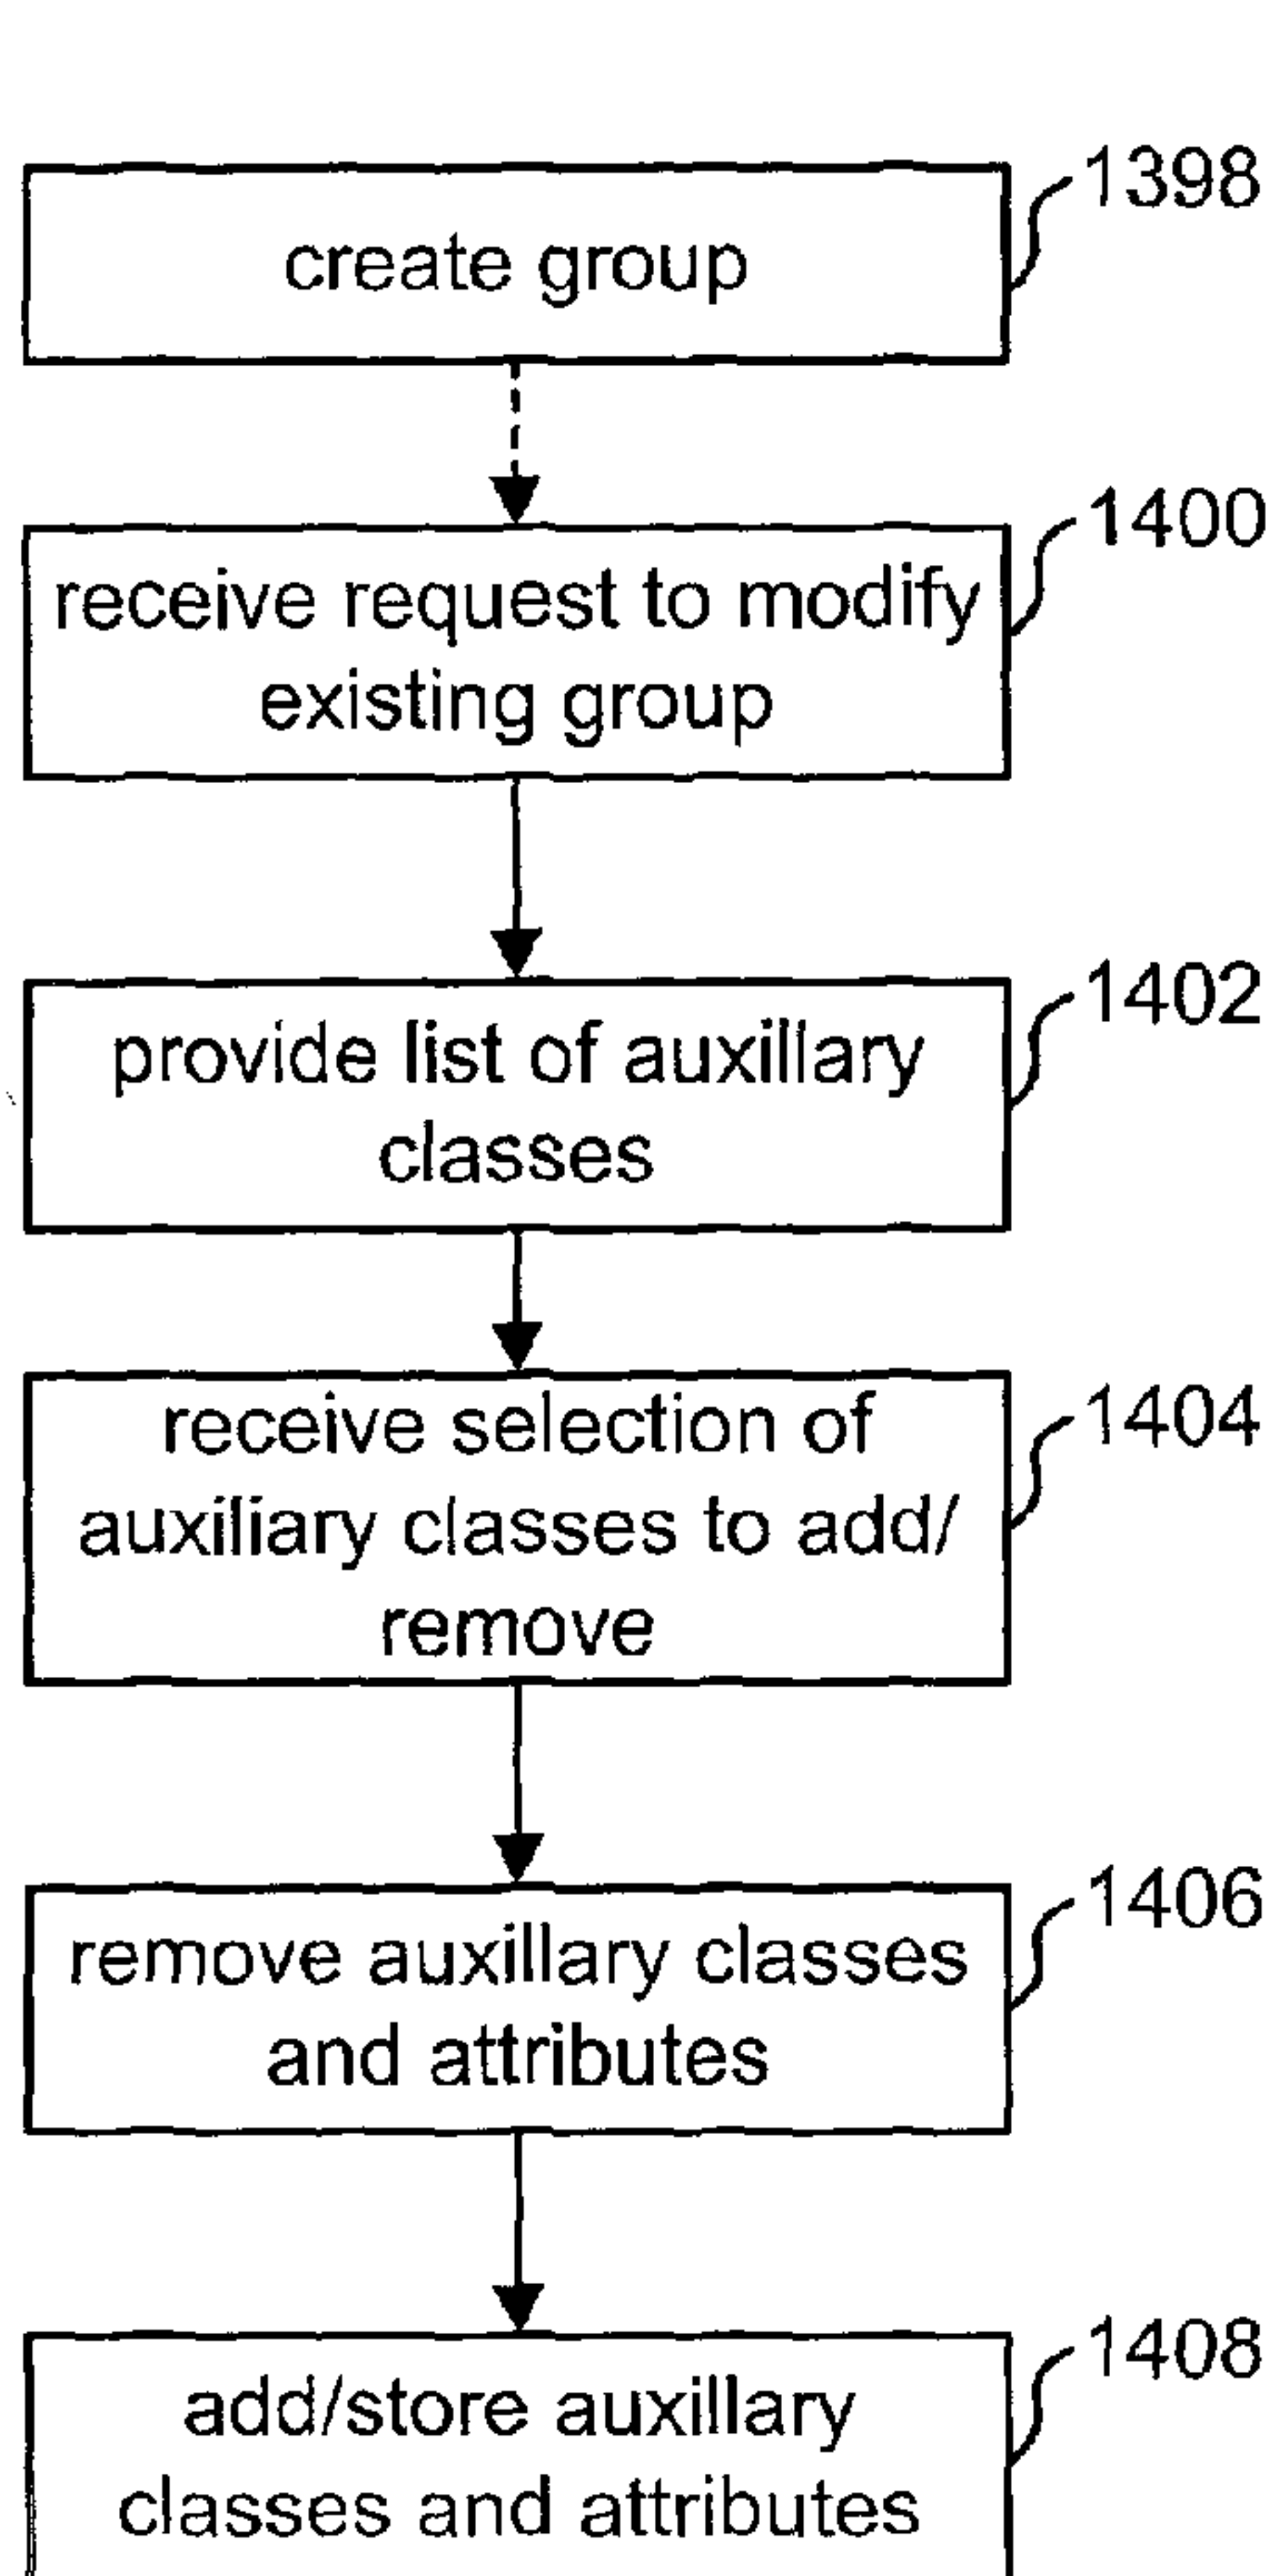 1398
create group
1400
receive request to modify
existing group
1402
provide list of auxillary
classes
1404
receive selection of
auxiliary classes to add/
remove
1406
remove auxillary classes
and attributes
1408
add/store auxillary
classes and attributes